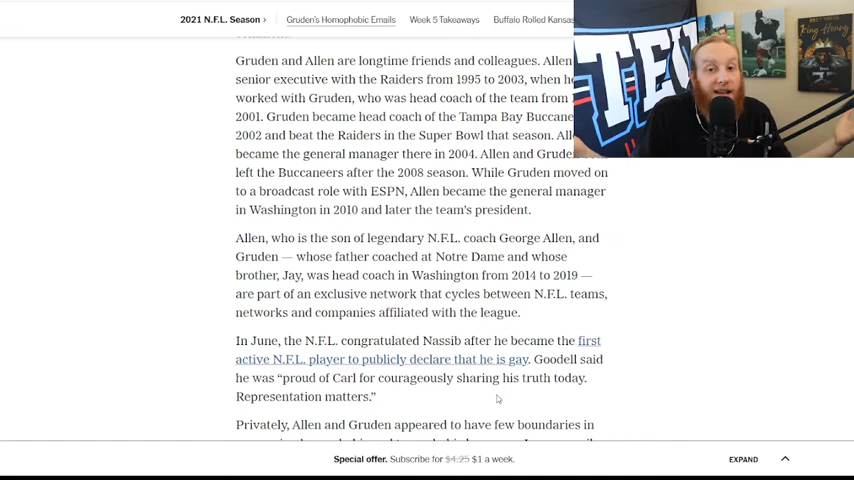 2021 N.F.L. Season › Gruden's Homophobic Emails Week 5 Takeaways Buffalo Rolled Kansas
Gruden and Allen are longtime friends and colleagues. Allen
senior executive with the Raiders from 1995 to 2003, when he
worked with Gruden, who was head coach of the team from
2001. Gruden became head coach of the Tampa Bay Buccane
2002 and beat the Raiders in the Super Bowl that season. All
became the general manager there in 2004. Allen and Gruden
left the Buccaneers after the 2008 season. While Gruden moved on
to a broadcast role with ESPN, Allen became the general manager
in Washington in 2010 and later the team's president.
Allen, who is the son of legendary N.F.L. coach George Allen, and
Gruden — whose father coached at Notre Dame and whose
brother, Jay, was head coach in Washington from 2014 to 2019 —
are part of an exclusive network that cycles between N.F.L. teams,
networks and companies affiliated with the league.
In June, the N.F.L. congratulated Nassib after he became the first
active N.F.L. player to publicly declare that he is gay. Goodell said
he was “proud of Carl for courageously sharing his truth today.
Representation matters.”
Privately, Allen and Gruden appeared to have few boundaries in
Special offer. Subscribe for $4.25 $1 a week.
EXPAND
TE
King Henry